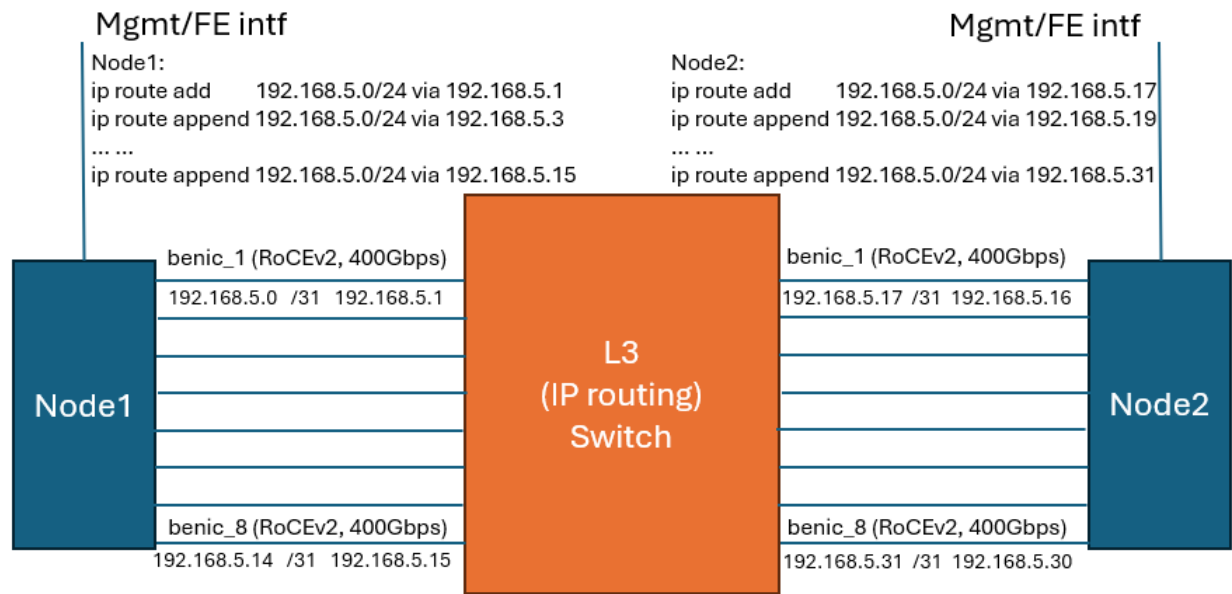 Mgmt/FE intf
Node1:
ip route add 192.168.5.0/24 via 192.168.5.1
ip route append 192.168.5.0/24 via 192.168.5.3
... ...
ip route append 192.168.5.0/24 via 192.168.5.15
Mgmt/FE intf
Node2:
ip route add 192.168.5.0/24 via 192.168.5.17
ip route append 192.168.5.0/24 via 192.168.5.19
... ...
ip route append 192.168.5.0/24 via 192.168.5.31
benic_1 (RoCEv2, 400Gbps)
192.168.5.0 /31 192.168.5.1
benic_1 (RoCEv2, 400Gbps)
192.168.5.17 /31 192.168.5.16
Node1
L3
(IP routing)
Switch
Node2
benic_8 (RoCEv2, 400Gbps)
192.168.5.14 /31 192.168.5.15
benic_8 (RoCEv2, 400Gbps)
192.168.5.31 /31 192.168.5.30